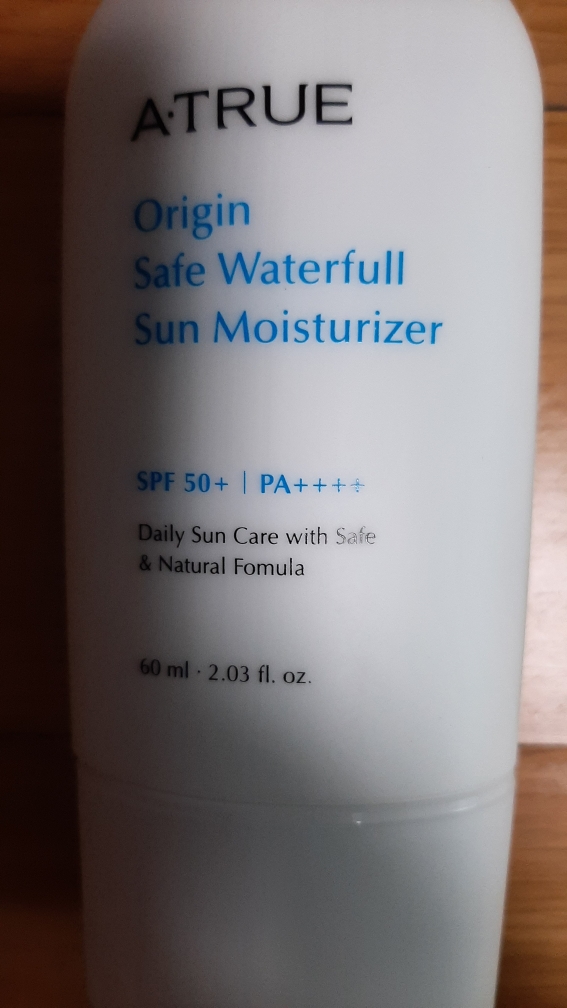 A·TRUE
Origin
Safe Waterfull
Sun Moisturizer
SPF 50+ | PA++++
Daily Sun Care with Safe
& Natural Fomula
60 ml · 2.03 fl. oz.